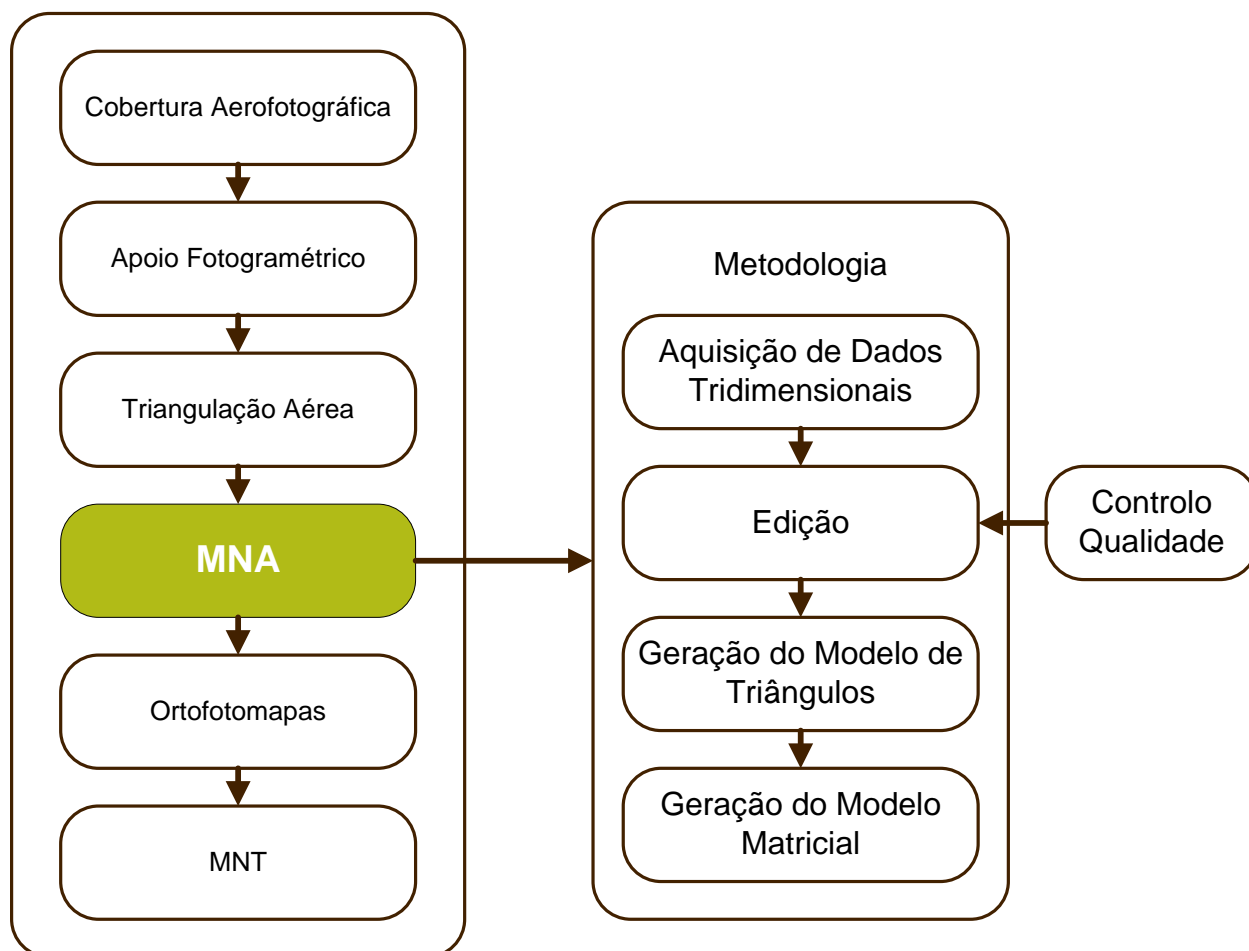 Cobertura Aerofotográfica
Apoio Fotogramétrico
Triangulação Aérea
MNA
Ortofotomapas
MNT
Metodologia
Aquisição de Dados
Tridimensionais
Edição
Geração do Modelo de
Triângulos
Geração do Modelo
Matricial
Controlo
Qualidade